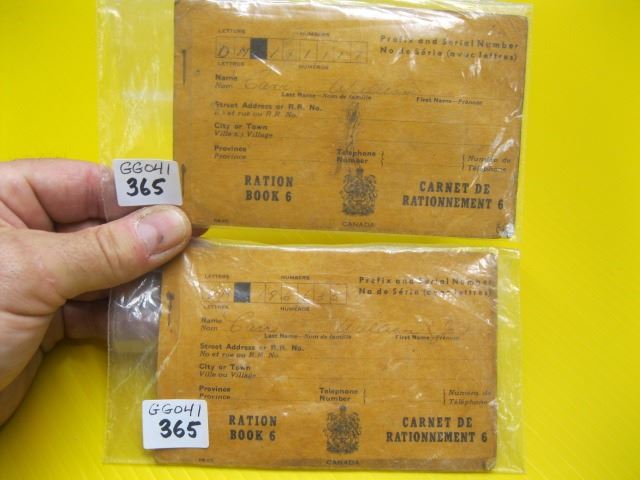 LETTERS NUMBERS
LETTRES NUMÉROS
Prefix and Serial Number
No de Série (avec lettres)
Name
Nom
Last Name—Nom de famille First Name—Prénom
Street Address or R.R. No.
No et rue ou R.R. No.
City or Town
Ville ou Village
Province
Province
Telephone
Number
Numéro de
Téléphone
RATION
BOOK 6
CANADA
CARNET DE
RATIONNEMENT 6
GG041
365
LETTERS NUMBERS
LETTRES NUMÉROS
Prefix and Serial Number
No de Série (avec lettres)
Name
Nom
Last Name—Nom de famille First Name—Prénom
Street Address or R.R. No.
No et rue ou R.R. No.
City or Town
Ville ou Village
Province
Province
Telephone
Number
Numéro de
Téléphone
RATION
BOOK 6
CANADA
CARNET DE
RATIONNEMENT 6
GG041
365